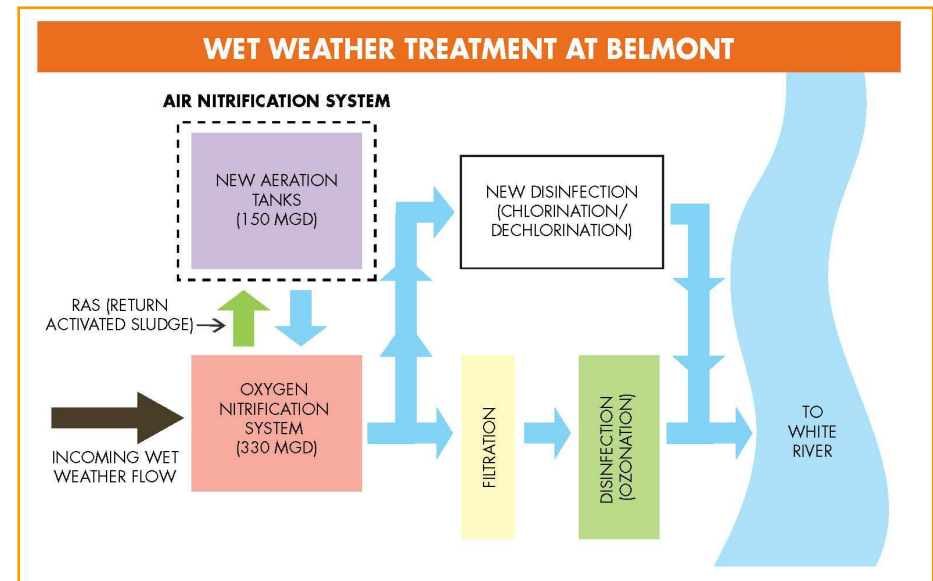 WET WEATHER TREATMENT AT BELMONT
AIR NITRIFICATION SYSTEM
NEW AERATION
TANKS
(150 MGD)
NEW DISINFECTION
(CHLORINATION/
DECHLORINATION)
RAS (RETURN
ACTIVATED SLUDGE)
OXYGEN
NITRIFICATION
SYSTEM
(330 MGD)
INCOMING WET
WEATHER FLOW
FILTRATION
DISINFECTION
(OZONATION)
TO
WHITE
RIVER